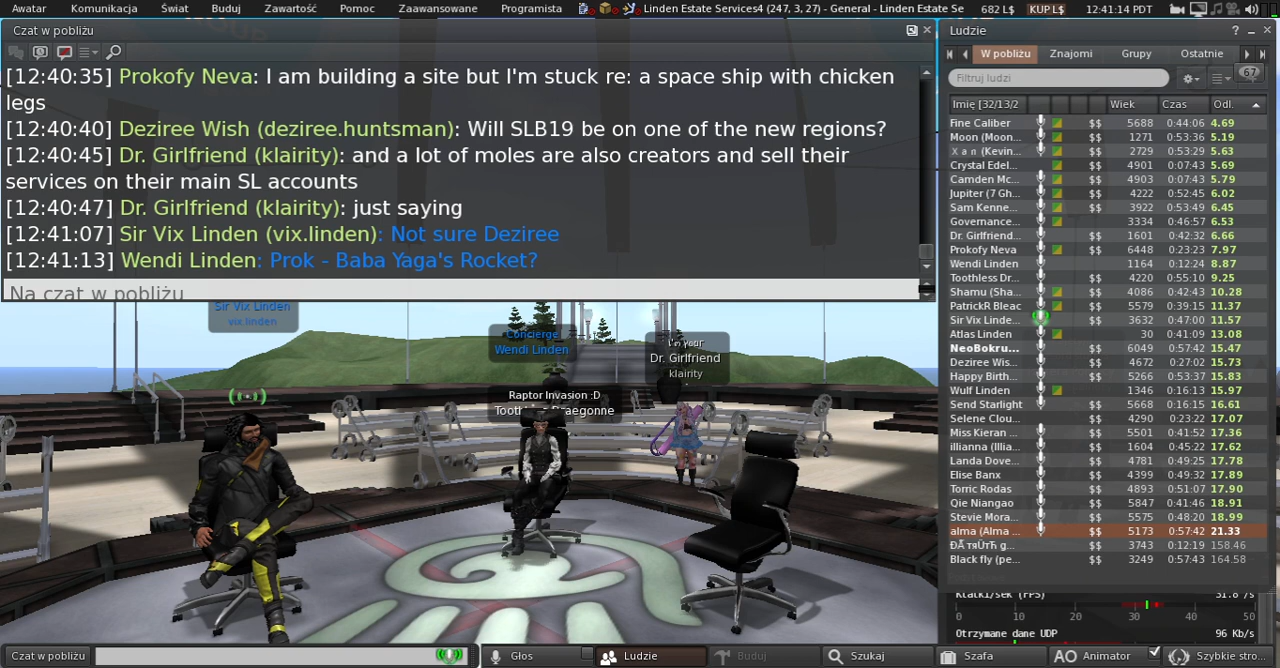 Awatar Komunikacja Świat Buduj Zawartość Pomoc Zaawansowane Programista Linden Estate Services4 (247, 3, 27) - General - Linden Estate Se 682 L$ KUP L$ 12:41:14 PDT
Czat w pobliżu
[12:40:35] Prokofy Neva: I am building a site but I'm stuck re: a space ship with chicken
legs
[12:40:40] Deziree Wish (deziree.huntsman): Will SLB19 be on one of the new regions?
[12:40:45] Dr. Girlfriend (klairity): and a lot of moles are also creators and sell their
services on their main SL accounts
[12:40:47] Dr. Girlfriend (klairity): just saying
[12:41:07] Sir Vix Linden (vix.linden): Not sure Deziree
[12:41:13] Wendi Linden: Prok - Baba Yaga's Rocket?
Na czat w pobliżu
Sir Vix Linden
vix linden
Concierge
Wendi Linden
I'm your
Dr. Girlfriend
klairity
Raptor Invasion :D
Ludzie
W pobliżu Znajomi Grupy Ostatnie
Filtruj ludzi 67
Imię [32/13/2 Wiek Czas Odl.
Fine Caliber $$ 5688 0:44:06 4.69
Moon (Moon... $$ 1271 0:53:36 5.19
X a n (Kevin... $$ 2729 0:53:29 5.63
Crystal Edel... $$ 4901 0:07:43 5.69
Camden Mc... $$ 4903 0:07:43 5.79
Jupiter (7 Gh... $$ 4222 0:52:45 6.02
Sam Kenne... $$ 3922 0:53:49 6.45
Governance... 3334 0:46:57 6.53
Dr. Girlfriend... $$ 1601 0:42:32 6.66
Prokofy Neva $$ 6448 0:23:23 7.97
Wendi Linden 1164 0:12:24 8.87
Toothless Dr... $$ 4220 0:55:10 9.25
Shamu (Sha... $$ 4086 0:42:43 10.28
PatrickR Bleac $$ 5579 0:39:15 11.37
Sir Vix Linde... $$ 3632 0:47:00 11.57
Atlas Linden 30 0:41:09 13.08
NeoBokru... $$ 6049 0:57:42 15.47
Deziree Wis... $$ 4672 0:27:02 15.73
Happy Birth... $$ 5266 0:53:37 15.83
Wulf Linden $$ 1346 0:16:13 15.97
Send Starlight $$ 5668 0:16:15 16.61
Selene Clou... $$ 4290 0:23:22 17.07
Miss Kieran ... $$ 5501 0:41:52 17.36
Illianna (Illia... $$ 1604 0:45:22 17.62
Landa Dove... $$ 4781 0:49:25 17.78
Elise Banx $$ 4399 0:49:32 17.89
Torric Rodas $$ 4893 0:51:07 17.90
Qie Niangao $$ 5847 0:41:46 18.91
Stevie Mora... $$ 5575 0:48:20 18.99
alma (Alma ... $$ 5173 0:57:42 21.33
$$ 3743 0:12:19 158.46
Black fly (pe... $$ 3249 0:57:43 164.58
Klatki/sek (FPS) 31.8 /s
0 10 20 30 40 50
Otrzymane dane UDP 96 Kb/s
Czat w pobliżu Głos Ludzie Buduj Szukaj Szafa AO Animator Szybkie stro...